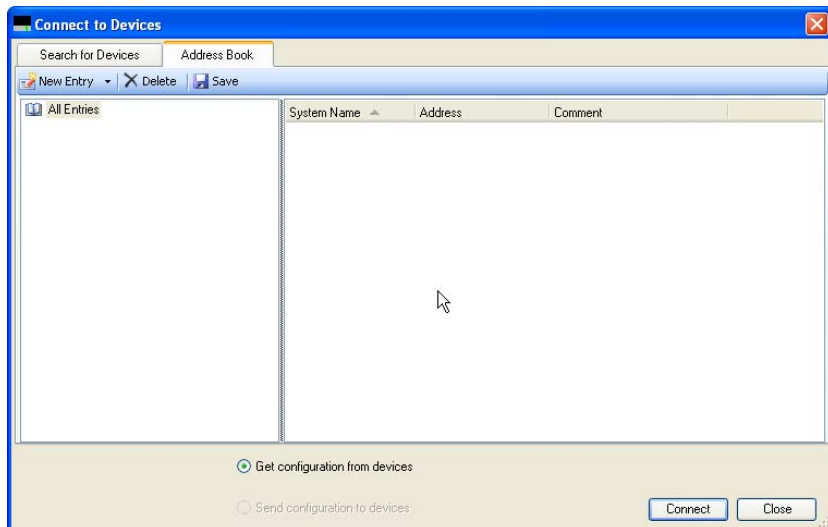 Connect to Devices
Search for Devices Address Book
New Entry Delete Save
All Entries
System Name Address Comment
Get configuration from devices
Send configuration to devices
Connect Close